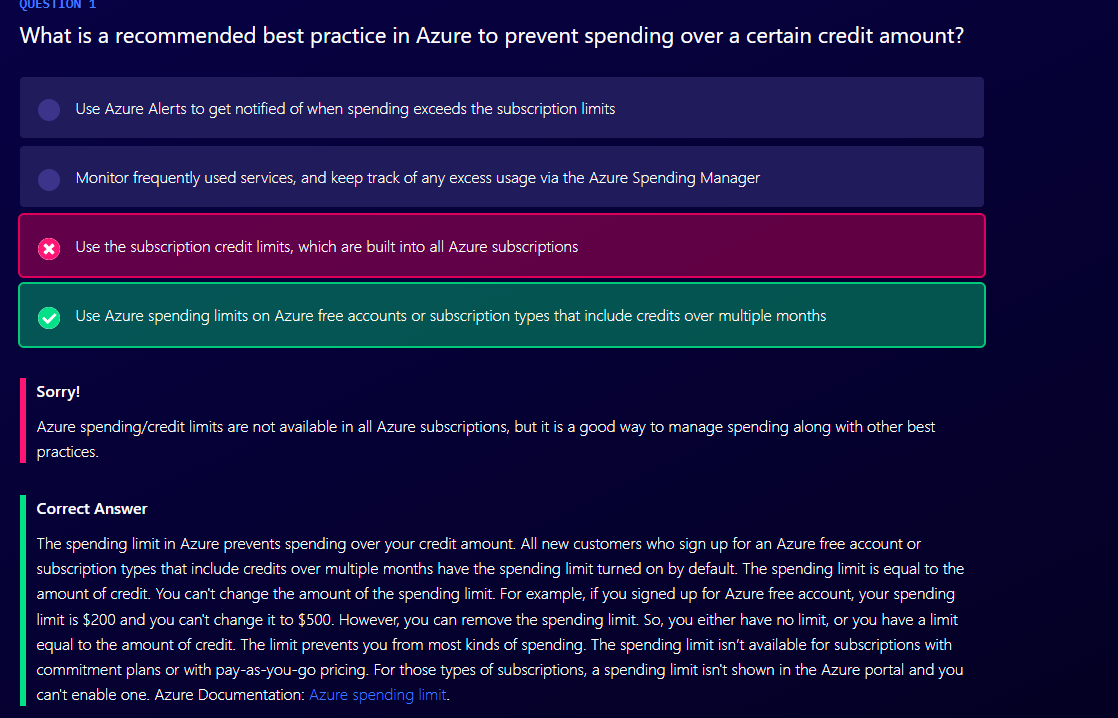 QUESTION 1
What is a recommended best practice in Azure to prevent spending over a certain credit amount?
Use Azure Alerts to get notified of when spending exceeds the subscription limits
Monitor frequently used services, and keep track of any excess usage via the Azure Spending Manager
Use the subscription credit limits, which are built into all Azure subscriptions
Use Azure spending limits on Azure free accounts or subscription types that include credits over multiple months
Sorry!
Azure spending/credit limits are not available in all Azure subscriptions, but it is a good way to manage spending along with other best
practices.
Correct Answer
The spending limit in Azure prevents spending over your credit amount. All new customers who sign up for an Azure free account or
subscription types that include credits over multiple months have the spending limit turned on by default. The spending limit is equal to the
amount of credit. You can't change the amount of the spending limit. For example, if you signed up for Azure free account, your spending
limit is $200 and you can't change it to $500. However, you can remove the spending limit. So, you either have no limit, or you have a limit
equal to the amount of credit. The limit prevents you from most kinds of spending. The spending limit isn’t available for subscriptions with
commitment plans or with pay-as-you-go pricing. For those types of subscriptions, a spending limit isn't shown in the Azure portal and you
can't enable one. Azure Documentation: Azure spending limit.